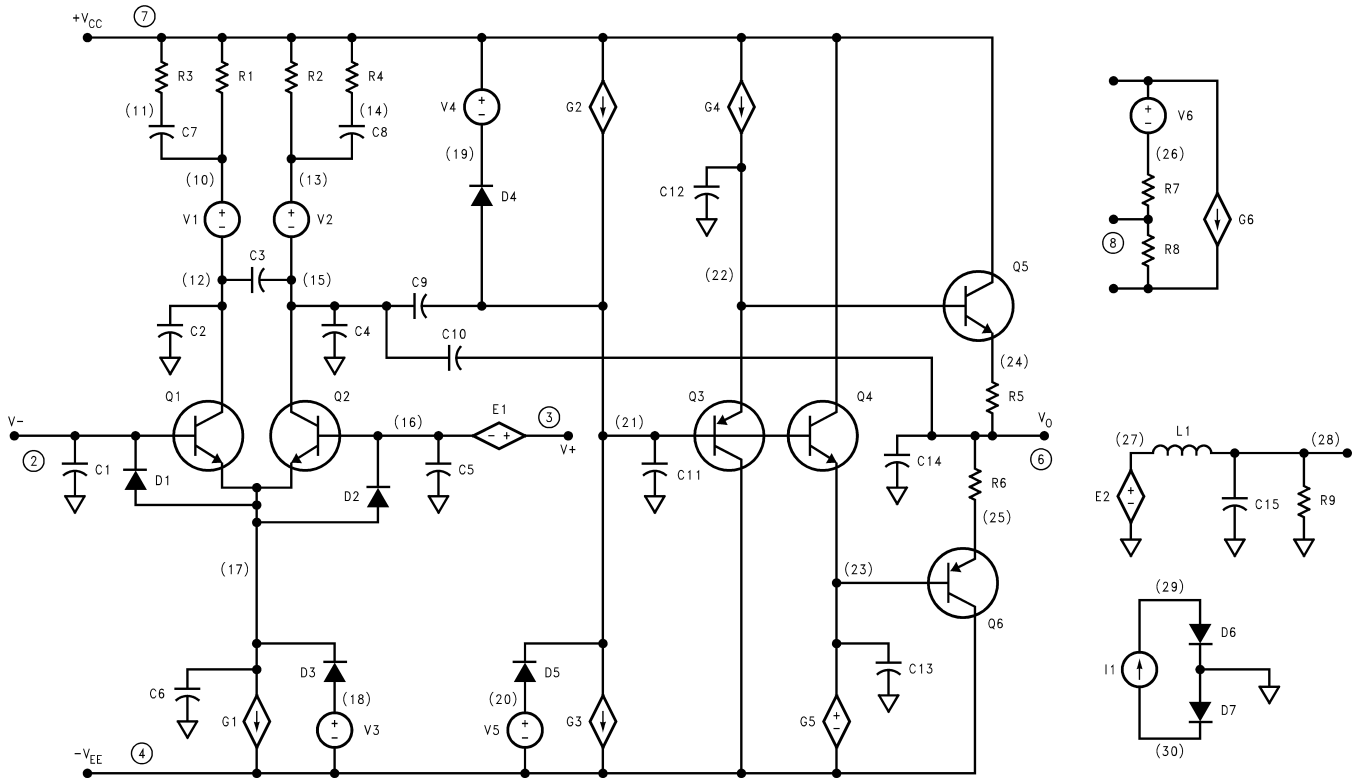 +VCC 7
R3 R1 R2 R4
V4 G2 G4 V6
(11) (14)
C7 C8
(19) (26)
(10) (13) C12 R7
D4
V1 V2 8 G6
R8
C3
(12) (15) (22) Q5
C9
C2 C4
C10
(24)
Q1 Q2 Q3 Q4 R5
V- (16) E1 3 (21) VO
V+
2 6
C1 D1 D2 C5 C11 C14
R6
(25)
L1
(27) (28)
E2 C15 R9
(17) (23)
Q6
(29)
D6
D3 D5 C13
I1
C6 (18) (20)
G1 V3 V5 G3 G5
D7
-VEE 4 (30)
+
-
+
-
+
-
+
-
- +
+
-
+
-
+
-
+
-
+
-